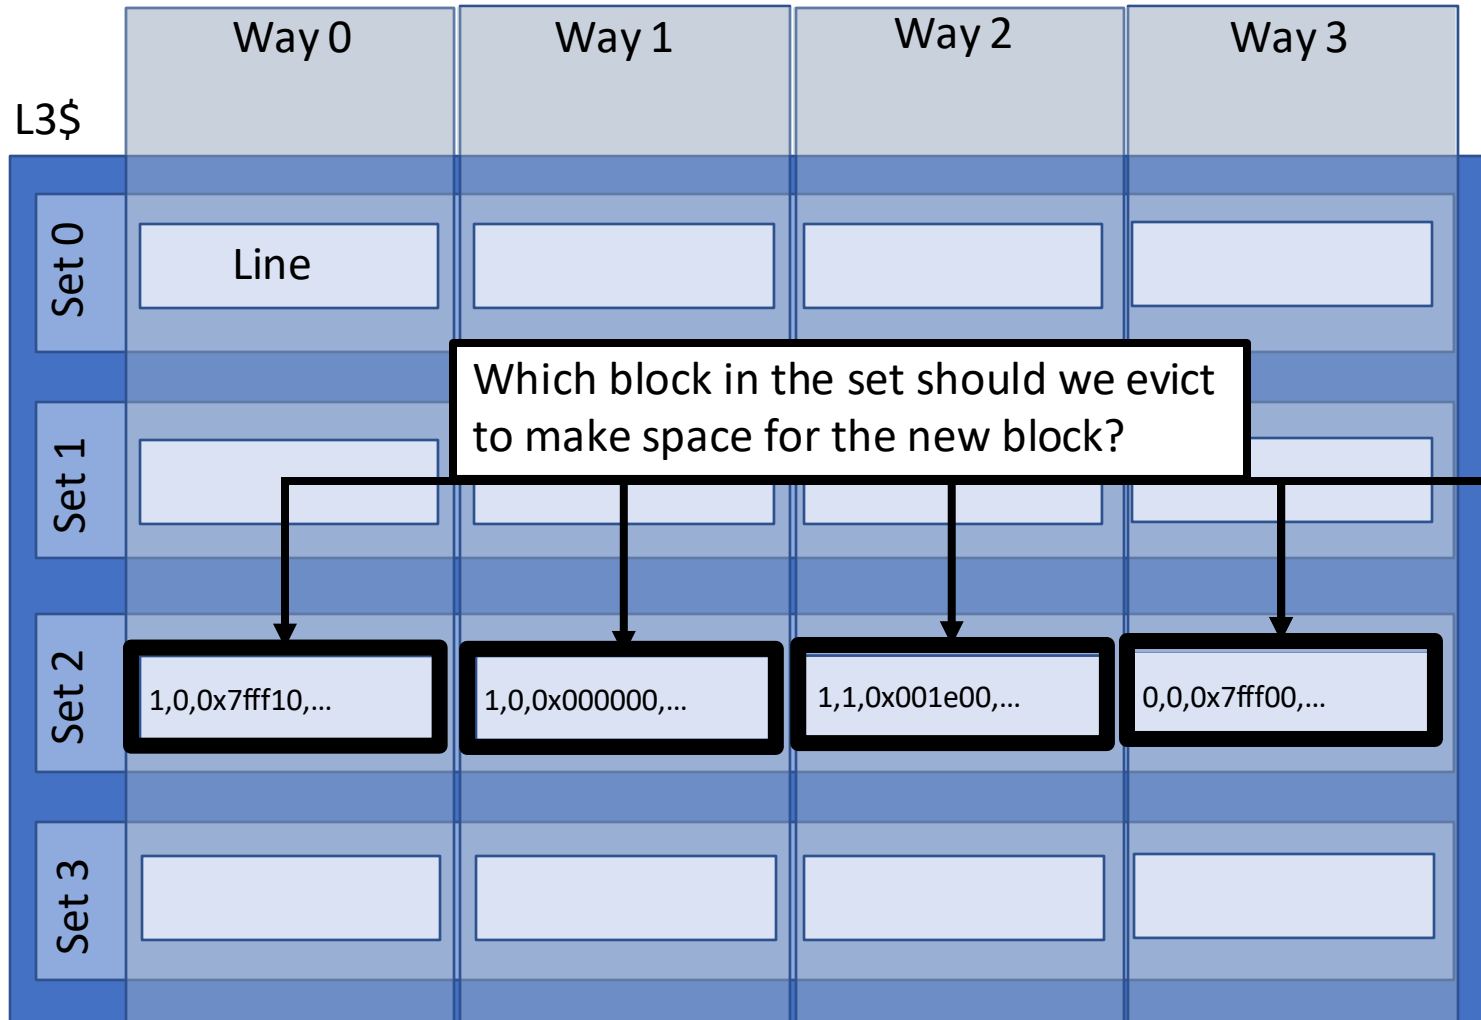 Way 0
Way 1
Way 2
Way 3
L3$
Set 0
Line
Which block in the set should we evict
to make space for the new block?
Set 1
Set 2
1,0,0x7fff10,...
1,0,0x000000,...
1,1,0x001e00,...
0,0,0x7fff00,...
Set 3